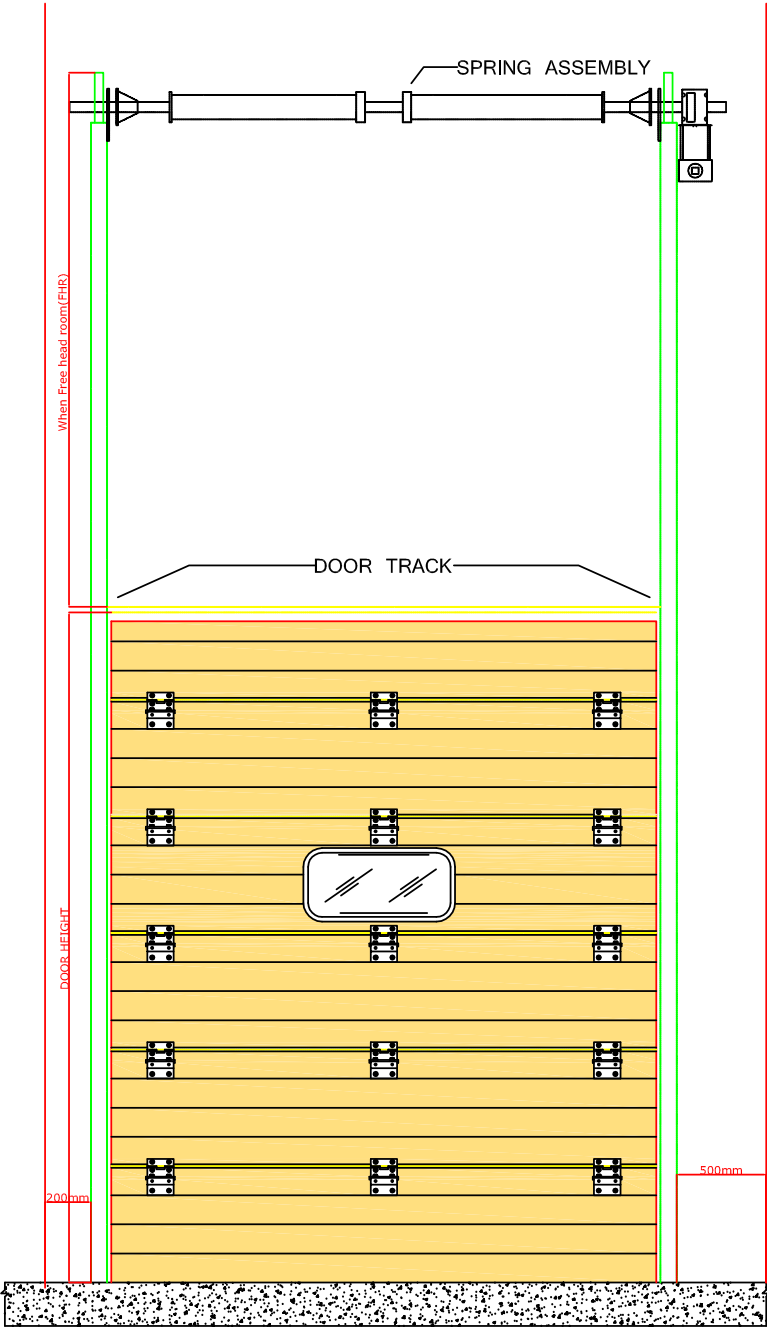 SPRING ASSEMBLY
When Free head room(FHR)
DOOR TRACK
DOOR HEIGHT
500mm
200mm